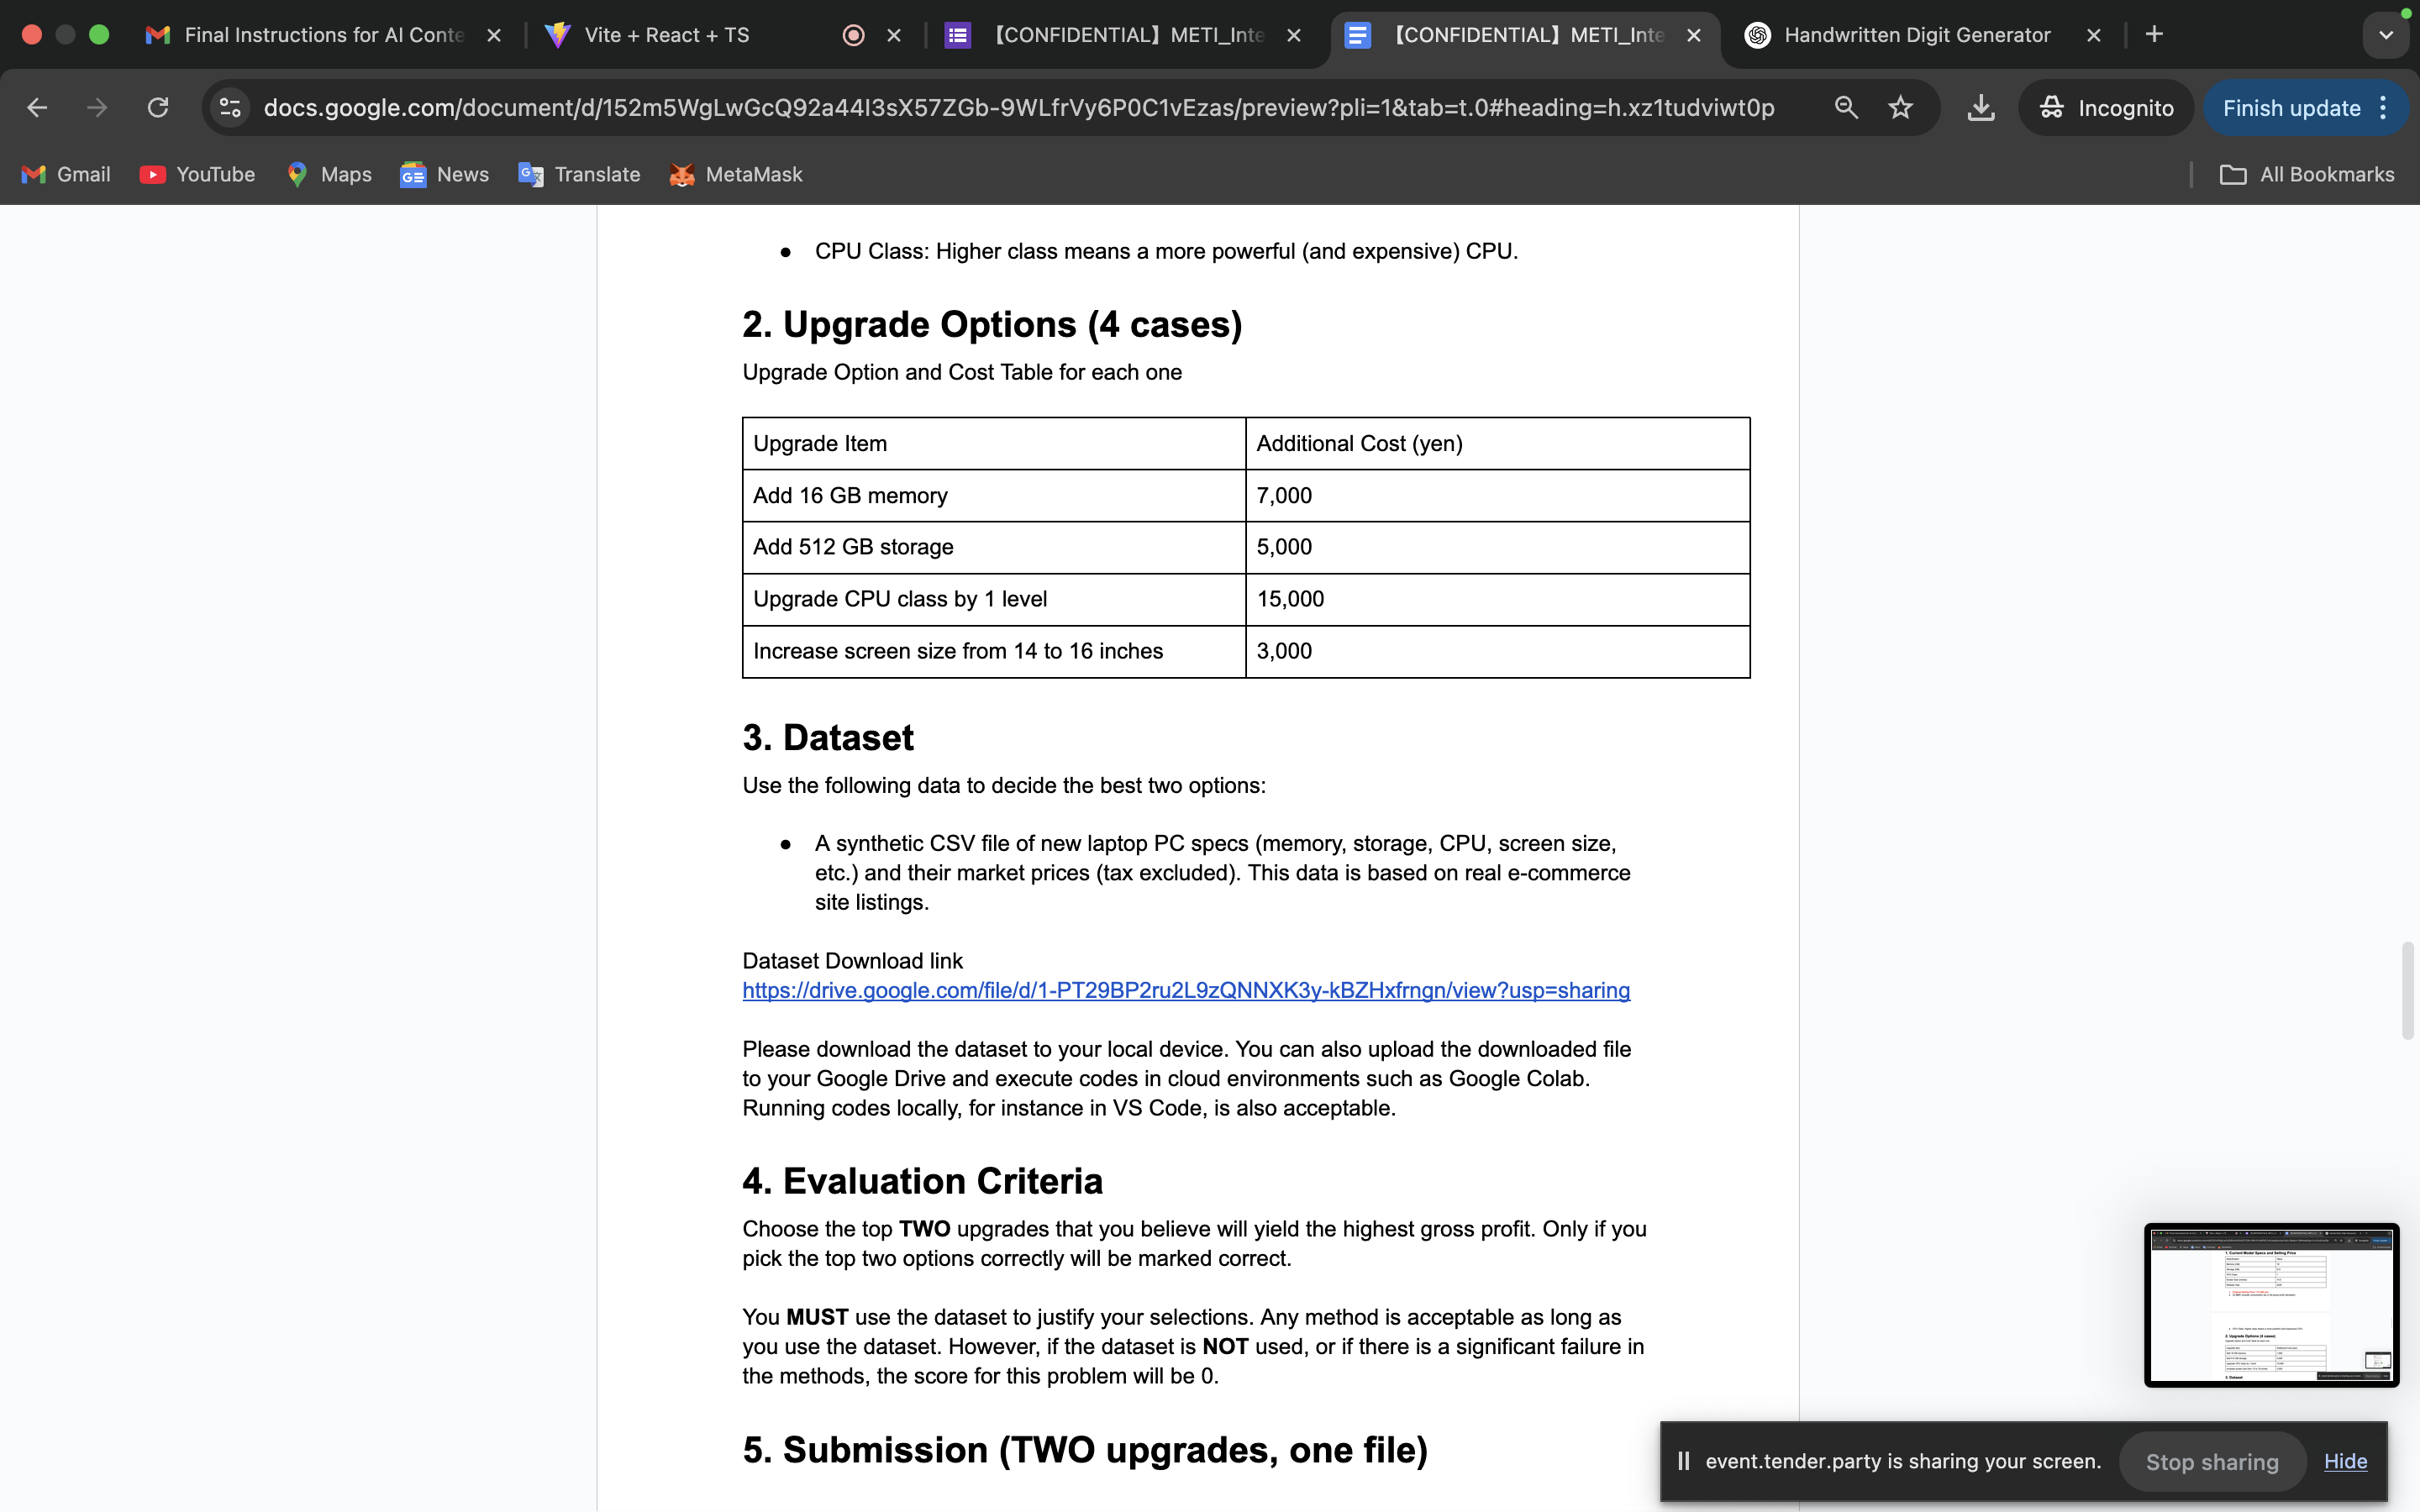 Final Instructions for AI Conte
Vite + React + TS
【CONFIDENTIAL】METI_Inte
【CONFIDENTIAL】METI_Inte
Handwritten Digit Generator
docs.google.com/document/d/152m5WgLwGcQ92a44I3sX57ZGb-9WLfrVy6P0C1vEzas/preview?pli=1&tab=t.0#heading=h.xz1tudviwt0p
Incognito
Finish update
Gmail
YouTube
Maps
News
Translate
MetaMask
All Bookmarks
● CPU Class: Higher class means a more powerful (and expensive) CPU.
2. Upgrade Options (4 cases)
Upgrade Option and Cost Table for each one
Upgrade Item Additional Cost (yen)
Add 16 GB memory 7,000
Add 512 GB storage 5,000
Upgrade CPU class by 1 level 15,000
Increase screen size from 14 to 16 inches 3,000
3. Dataset
Use the following data to decide the best two options:
● A synthetic CSV file of new laptop PC specs (memory, storage, CPU, screen size,
etc.) and their market prices (tax excluded). This data is based on real e-commerce
site listings.
Dataset Download link
https://drive.google.com/file/d/1-PT29BP2ru2L9zQNNXK3y-kBZHxfrngn/view?usp=sharing
Please download the dataset to your local device. You can also upload the downloaded file
to your Google Drive and execute codes in cloud environments such as Google Colab.
Running codes locally, for instance in VS Code, is also acceptable.
4. Evaluation Criteria
Choose the top TWO upgrades that you believe will yield the highest gross profit. Only if you
pick the top two options correctly will be marked correct.
You MUST use the dataset to justify your selections. Any method is acceptable as long as
you use the dataset. However, if the dataset is NOT used, or if there is a significant failure in
the methods, the score for this problem will be 0.
5. Submission (TWO upgrades, one file)
event.tender.party is sharing your screen.
Stop sharing
Hide